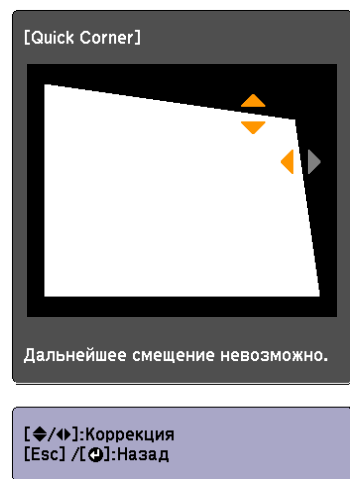 [Quick Corner]
Дальнейшее смещение невозможно.
[◆/◆]:Коррекция
[Esc] /[↵]:Назад